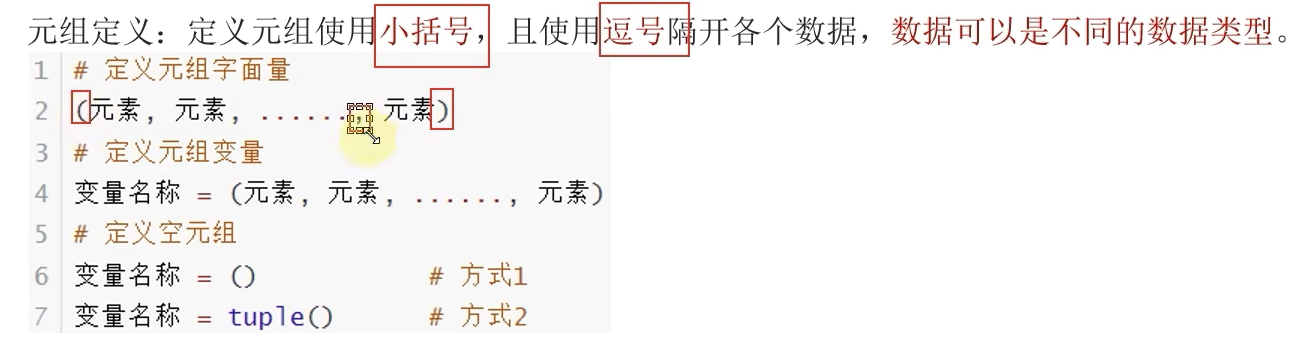 元组定义：定义元组使用小括号，且使用逗号隔开各个数据，数据可以是不同的数据类型。
1 # 定义元组字面量
2 (元素, 元素, ......, 元素)
3 # 定义元组变量
4 变量名称 = (元素, 元素, ......, 元素)
5 # 定义空元组
6 变量名称 = () # 方式1
7 变量名称 = tuple() # 方式2